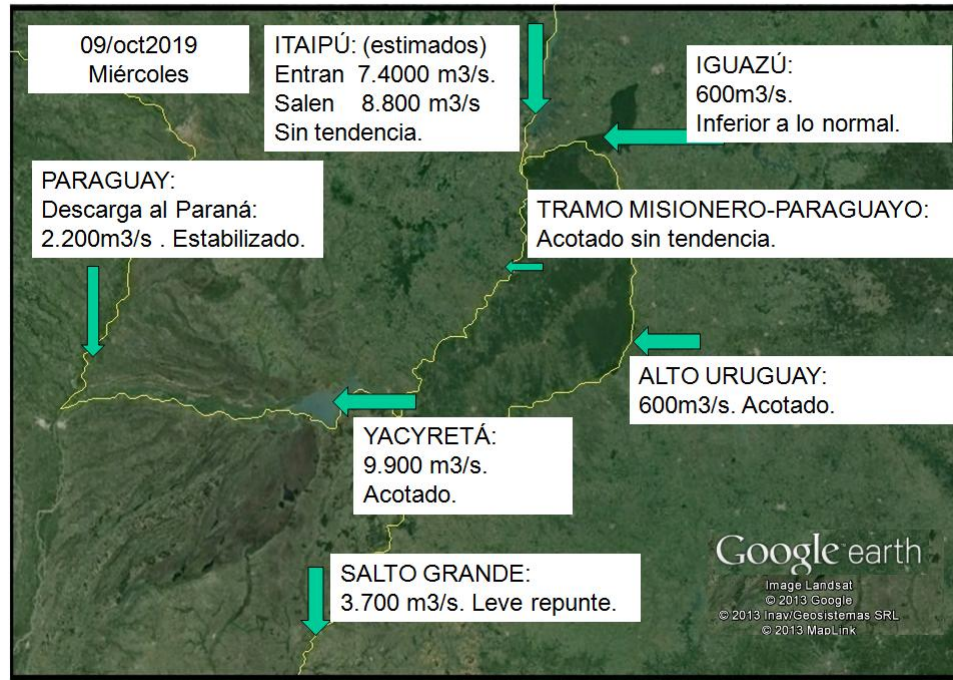 09/oct2019
Miércoles
ITAIPÚ: (estimados)
Entran 7.4000 m3/s.
Salen 8.800 m3/s
Sin tendencia.
IGUAZÚ:
600m3/s.
Inferior a lo normal.
PARAGUAY:
Descarga al Paraná:
2.200m3/s . Estabilizado.
TRAMO MISIONERO-PARAGUAYO:
Acotado sin tendencia.
ALTO URUGUAY:
600m3/s. Acotado.
YACYRETÁ:
9.900 m3/s.
Acotado.
SALTO GRANDE:
3.700 m3/s. Leve repunte.
Google earth
Image Landsat
© 2013 Google
© 2013 Inav/Geosistemas SRL
© 2013 MapLink